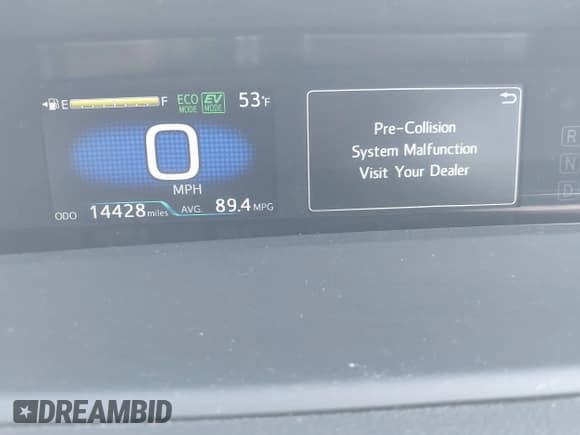 E F ECO MODE EV MODE 53°F
0
MPH
ODO 14428 miles AVG. 89.4 MPG
Pre-Collision
System Malfunction
Visit Your Dealer
R
N
D
DREAMBID